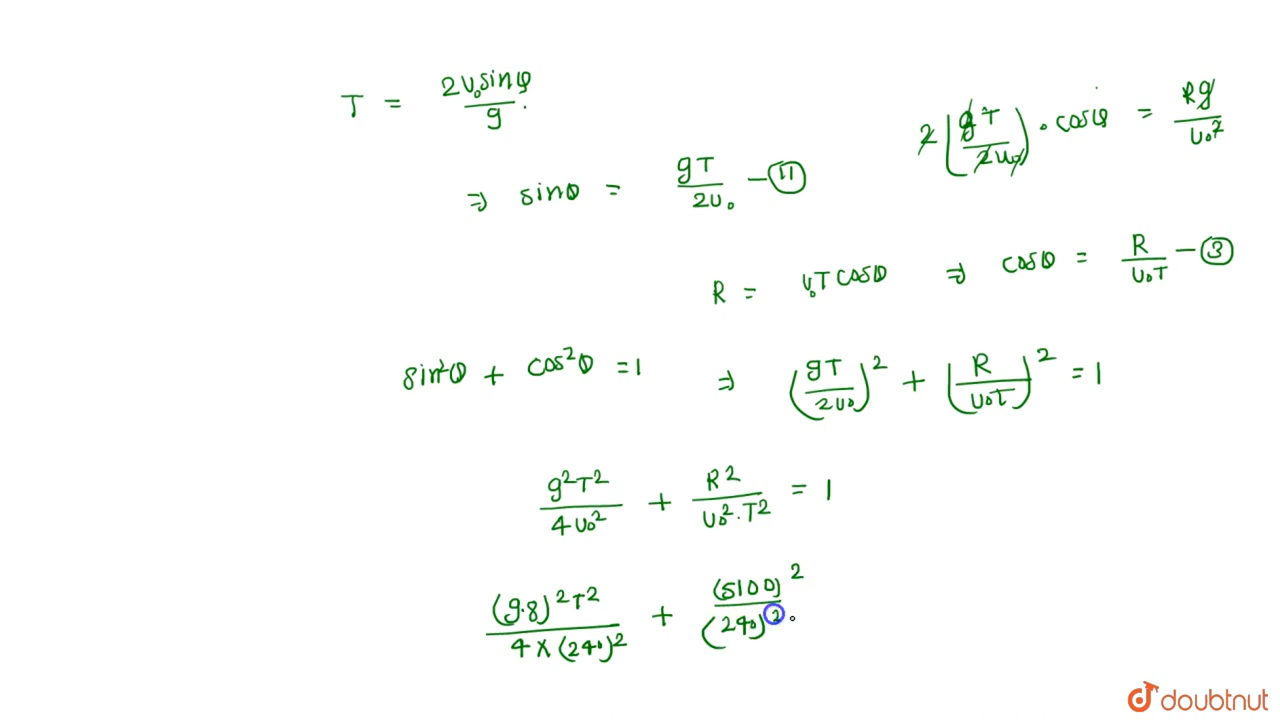 T = 2u₀sinθ/g.
2(gT/2u₀)·cosθ = Rg/u₀²
⇒ sinθ = gT/2u₀ — (11)
R = u₀T cosθ ⇒ cosθ = R/u₀T — (3)
sin²θ + cos²θ = 1 ⇒ (gT/2u₀)² + (R/u₀T)² = 1
g²T²/4u₀² + R²/u₀².T² = 1
(9.8)²T²/4×(240)² + (5100)²/(240)².
doubtnut